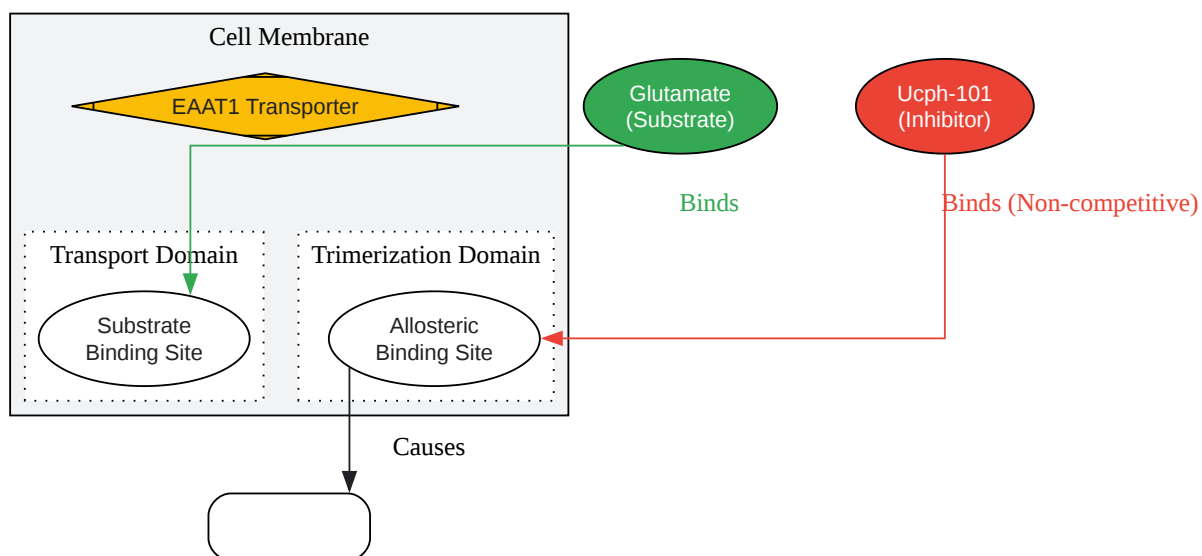 Cell Membrane
EAAT1 Transporter
Glutamate
(Substrate)
Ucph-101
(Inhibitor)
Binds
Binds (Non-competitive)
Transport Domain
Trimerization Domain
Substrate
Binding Site
Allosteric
Binding Site
Causes